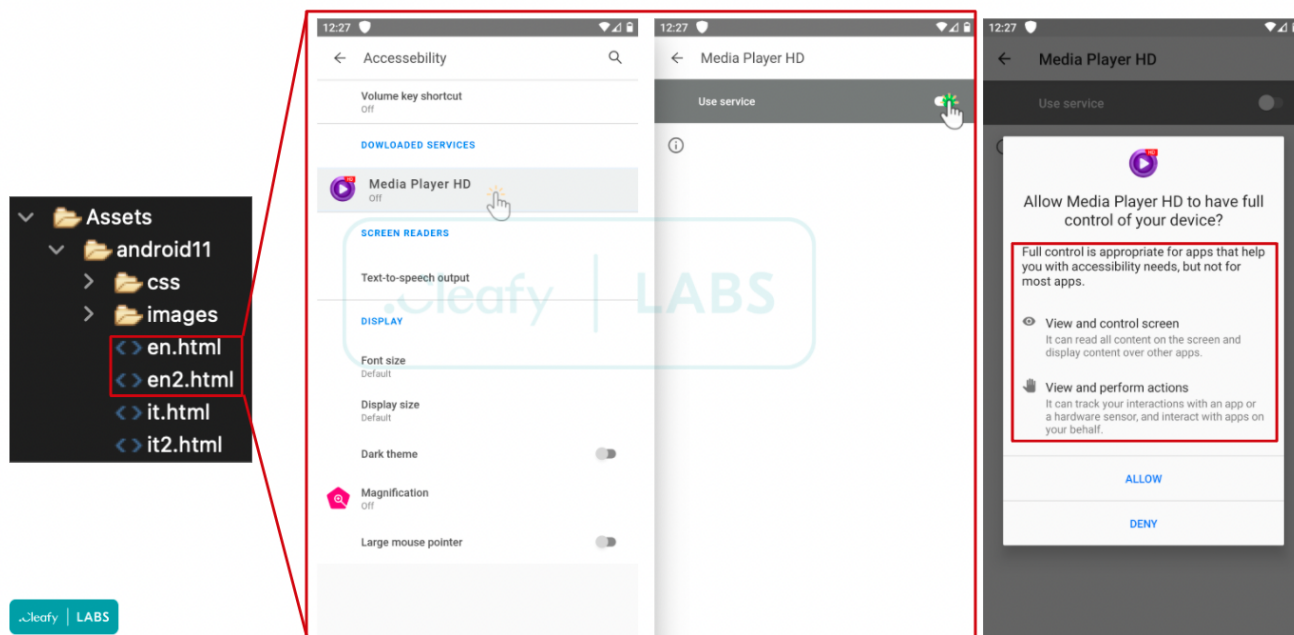 Assets
android11
css
images
en.html
en2.html
it.html
it2.html
12:27
Accessebility
Volume key shortcut
Off
DOWLOADED SERVICES
Media Player HD
Off
SCREEN READERS
Text-to-speech output
DISPLAY
Font size
Default
Display size
Default
Dark theme
Magnification
Off
Large mouse pointer
12:27
Media Player HD
Use service
12:27
Media Player HD
Use service
HD
Allow Media Player HD to have full
control of your device?
Full control is appropriate for apps that help
you with accessibility needs, but not for
most apps.
View and control screen
It can read all content on the screen and
display content over other apps.
View and perform actions
It can track your interactions with an app or
a hardware sensor, and interact with apps on
your behalf.
ALLOW
DENY
.Cleafy | LABS
.Cleafy | LABS